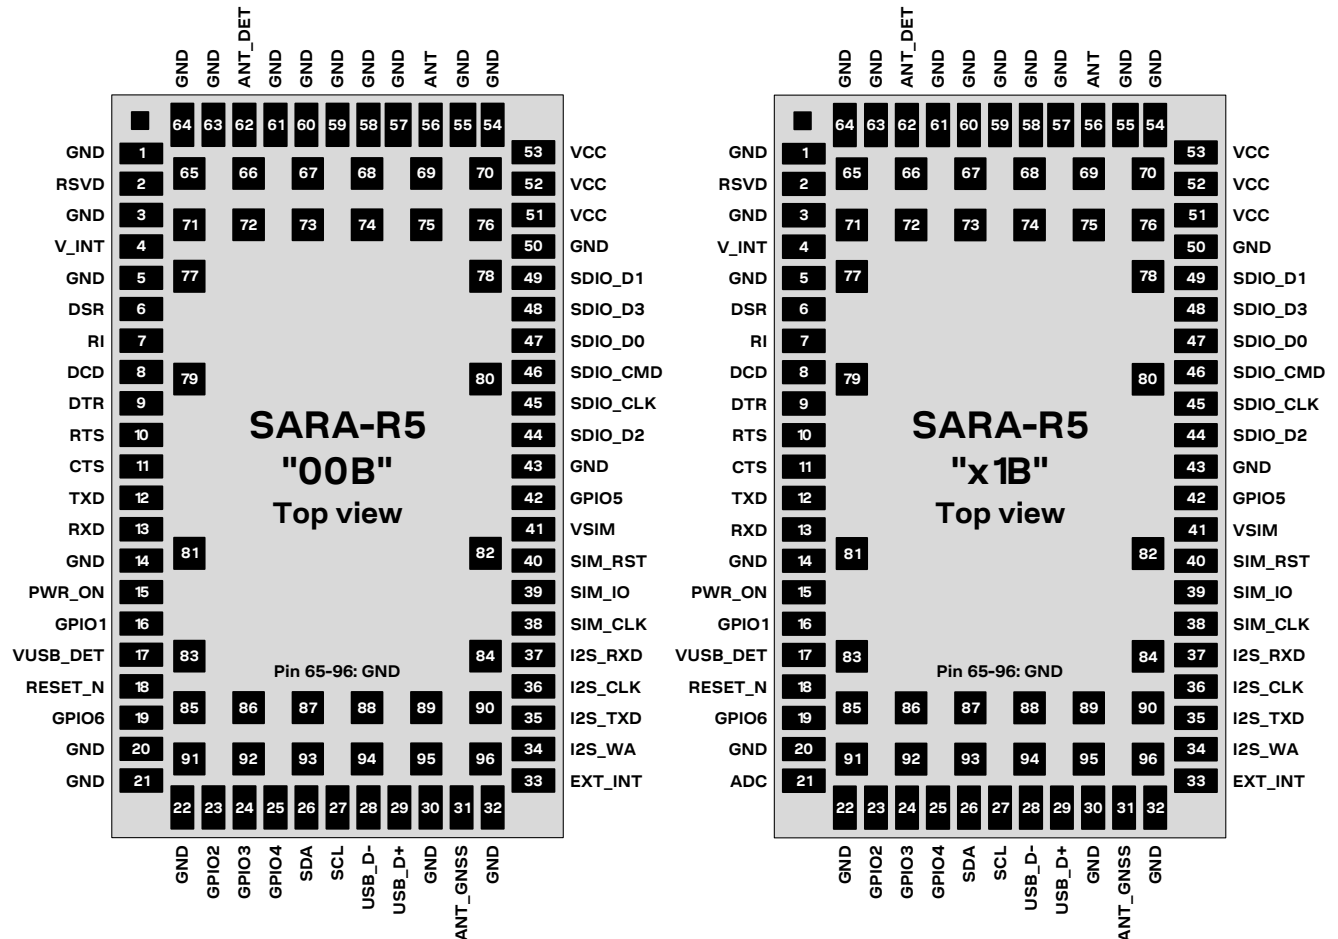 GND GND ANT_DET GND GND GND GND GND ANT GND GND
64 63 62 61 60 59 58 57 56 55 54
GND 1 53 VCC
65 66 67 68 69 70
RSVD 2 52 VCC
GND 3 51 VCC
71 72 73 74 75 76
V_INT 4 50 GND
GND 5 77 78 49 SDIO_D1
DSR 6 48 SDIO_D3
RI 7 47 SDIO_D0
DCD 8 79 80 46 SDIO_CMD
DTR 9 45 SDIO_CLK
RTS 10 44 SDIO_D2
SARA-R5
CTS 11 43 GND
"00B"
TXD 12 42 GPIO5
Top view
RXD 13 41 VSIM
GND 14 81 82 40 SIM_RST
PWR_ON 15 39 SIM_IO
GPIO1 16 38 SIM_CLK
VUSB_DET 17 83 84 37 I2S_RXD
Pin 65-96: GND
RESET_N 18 36 I2S_CLK
85 86 87 88 89 90
GPIO6 19 35 I2S_TXD
GND 20 34 I2S_WA
91 92 93 94 95 96
GND 21 33 EXT_INT
22 23 24 25 26 27 28 29 30 31 32
GND GPIO2 GPIO3 GPIO4 SDA SCL USB_D- USB_D+ GND ANT_GNSS GND
GND GND ANT_DET GND GND GND GND GND ANT GND GND
64 63 62 61 60 59 58 57 56 55 54
GND 1 53 VCC
65 66 67 68 69 70
RSVD 2 52 VCC
GND 3 51 VCC
71 72 73 74 75 76
V_INT 4 50 GND
GND 5 77 78 49 SDIO_D1
DSR 6 48 SDIO_D3
RI 7 47 SDIO_D0
DCD 8 79 80 46 SDIO_CMD
DTR 9 45 SDIO_CLK
RTS 10 44 SDIO_D2
SARA-R5
CTS 11 43 GND
"x1B"
TXD 12 42 GPIO5
Top view
RXD 13 41 VSIM
GND 14 81 82 40 SIM_RST
PWR_ON 15 39 SIM_IO
GPIO1 16 38 SIM_CLK
VUSB_DET 17 83 84 37 I2S_RXD
Pin 65-96: GND
RESET_N 18 36 I2S_CLK
85 86 87 88 89 90
GPIO6 19 35 I2S_TXD
GND 20 34 I2S_WA
91 92 93 94 95 96
ADC 21 33 EXT_INT
22 23 24 25 26 27 28 29 30 31 32
GND GPIO2 GPIO3 GPIO4 SDA SCL USB_D- USB_D+ GND ANT_GNSS GND